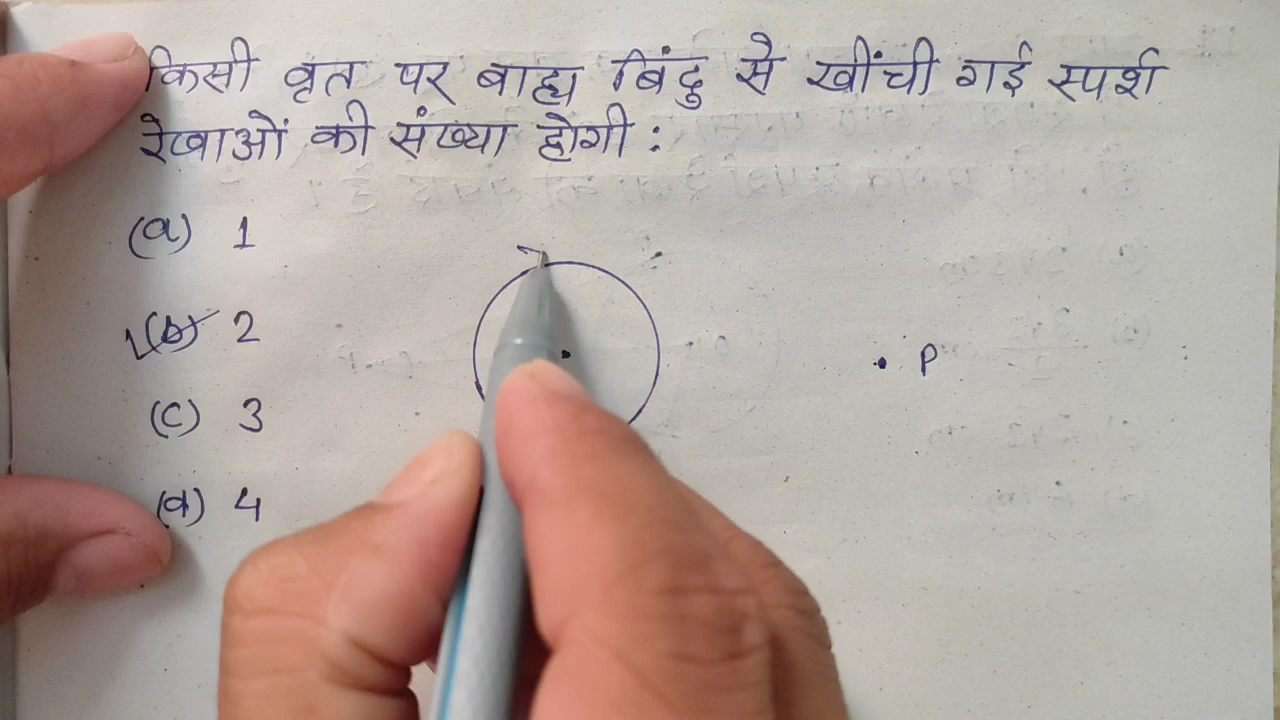 किसी वृत पर बाह्य बिंदु से खींची गई स्पर्श
रेखाओं की संख्या होगी :
(a) 1
(b) 2
(c) 3
(d) 4
P